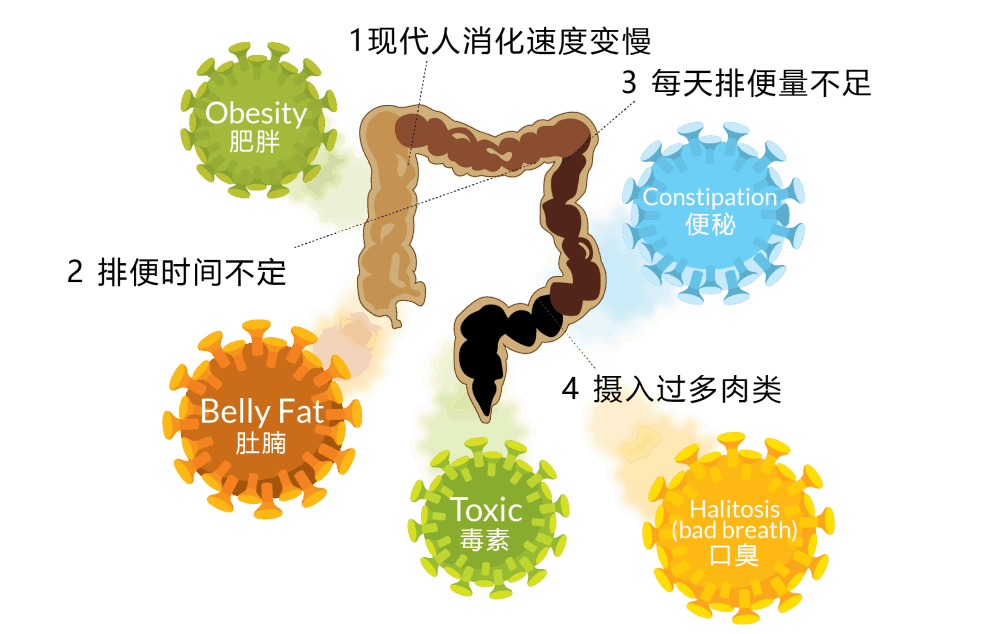 1现代人消化速度变慢
3 每天排便量不足
Obesity
肥胖
Constipation
便秘
2 排便时间不定
4 摄入过多肉类
Belly Fat
肚腩
Toxic
毒素
Halitosis
(bad breath)
口臭